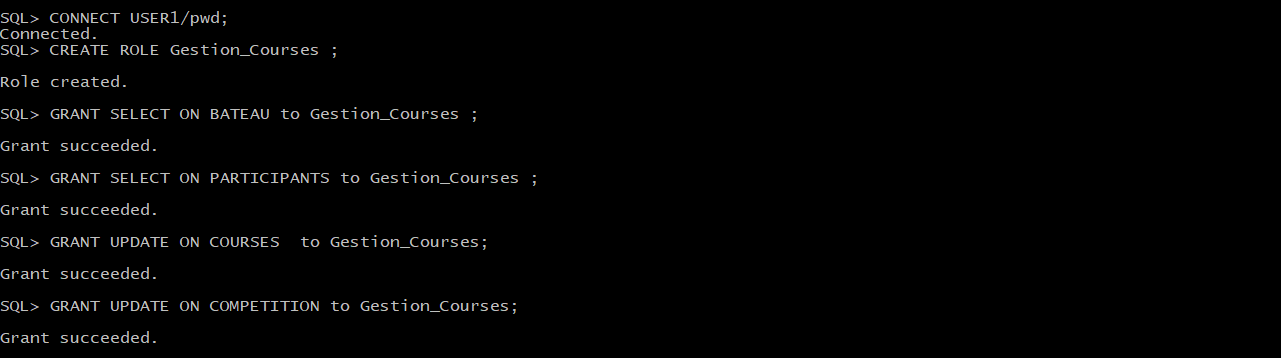 SQL> CONNECT USER1/pwd;
Connected.
SQL> CREATE ROLE Gestion_Courses ;
Role created.
SQL> GRANT SELECT ON BATEAU to Gestion_Courses ;
Grant succeeded.
SQL> GRANT SELECT ON PARTICIPANTS to Gestion_Courses ;
Grant succeeded.
SQL> GRANT UPDATE ON COURSES  to Gestion_Courses;
Grant succeeded.
SQL> GRANT UPDATE ON COMPETITION to Gestion_Courses;
Grant succeeded.